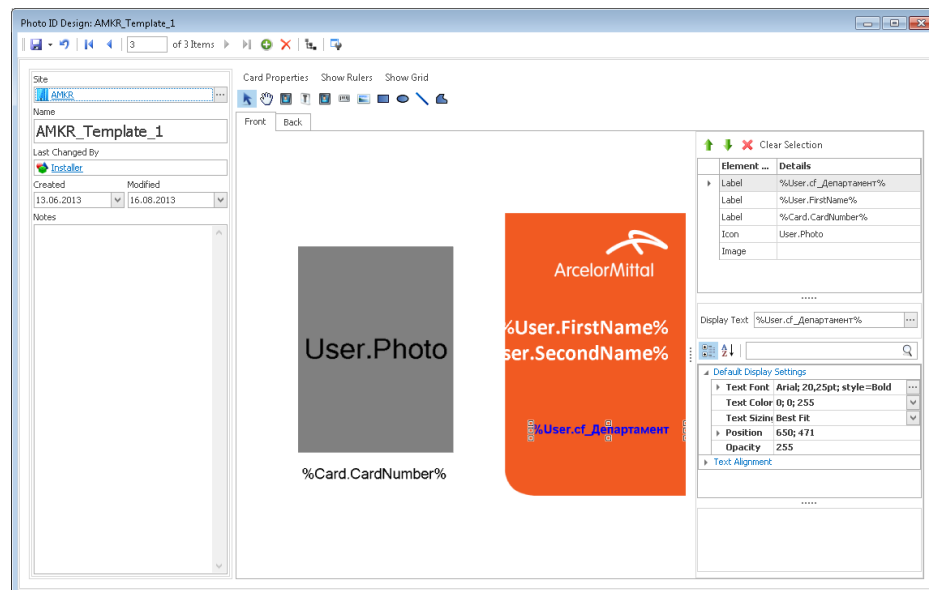 Photo ID Design: AMKR_Template_1
3 of 3 Items
Site
AMKR
Name
AMKR_Template_1
Last Changed By
Installer
Created Modified
13.06.2013 16.08.2013
Notes
Card Properties Show Rulers Show Grid
Front Back
User.Photo
%Card.CardNumber%
ArcelorMittal
%User.FirstName%
ser.SecondName%
%User.cf_Департамент
Clear Selection
Element ... Details
Label %User.cf_Департамент%
Label %User.FirstName%
Label %Card.CardNumber%
Icon User.Photo
Image
Display Text %User.cf_Департамент%
Default Display Settings
Text Font Arial; 20,25pt; style=Bold
Text Color 0; 0; 255
Text Sizing Best Fit
Position 650; 471
Opacity 255
Text Alignment